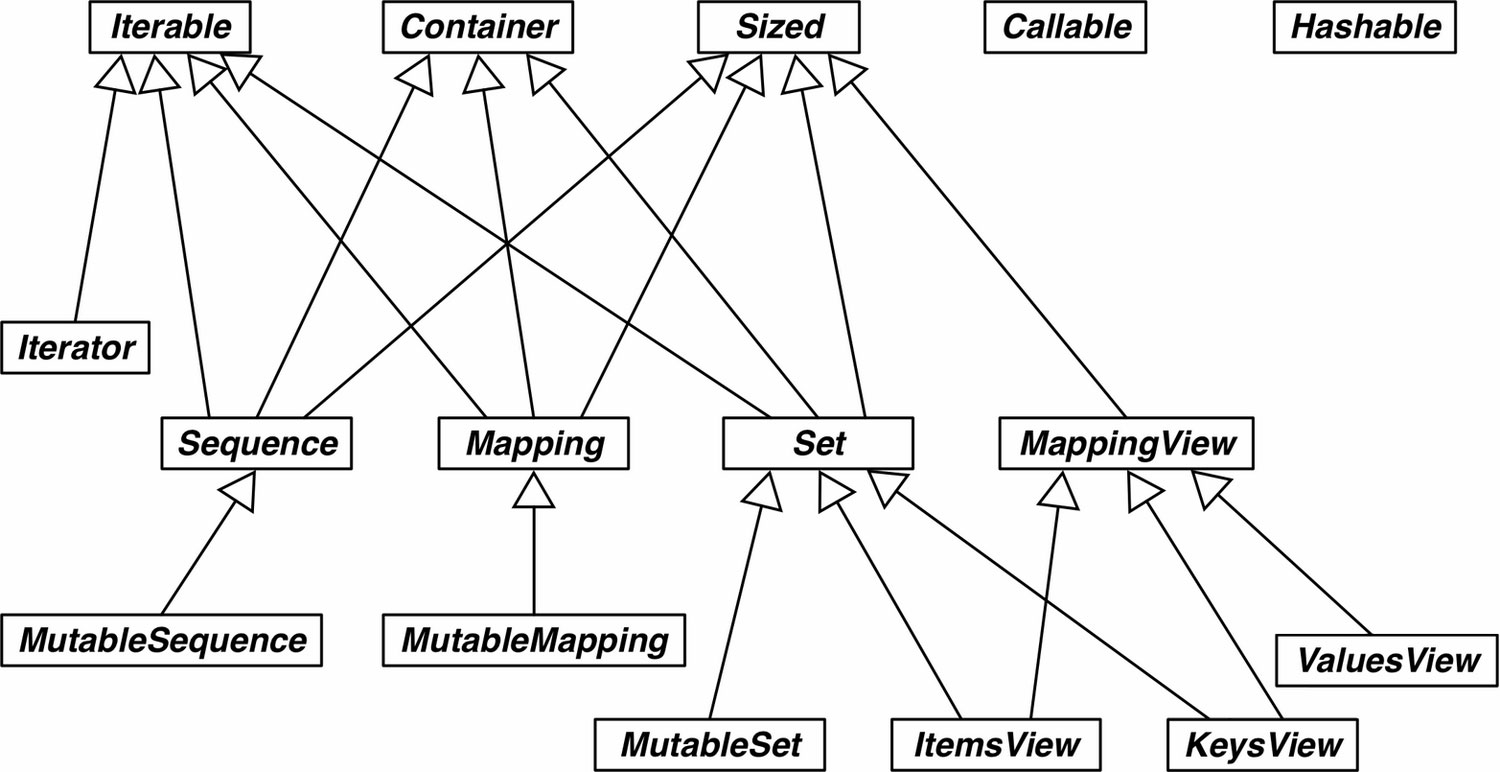 Iterable
Container
Sized
Callable
Hashable
Iterator
Sequence
Mapping
Set
MappingView
MutableSequence
MutableMapping
ValuesView
MutableSet
ItemsView
KeysView